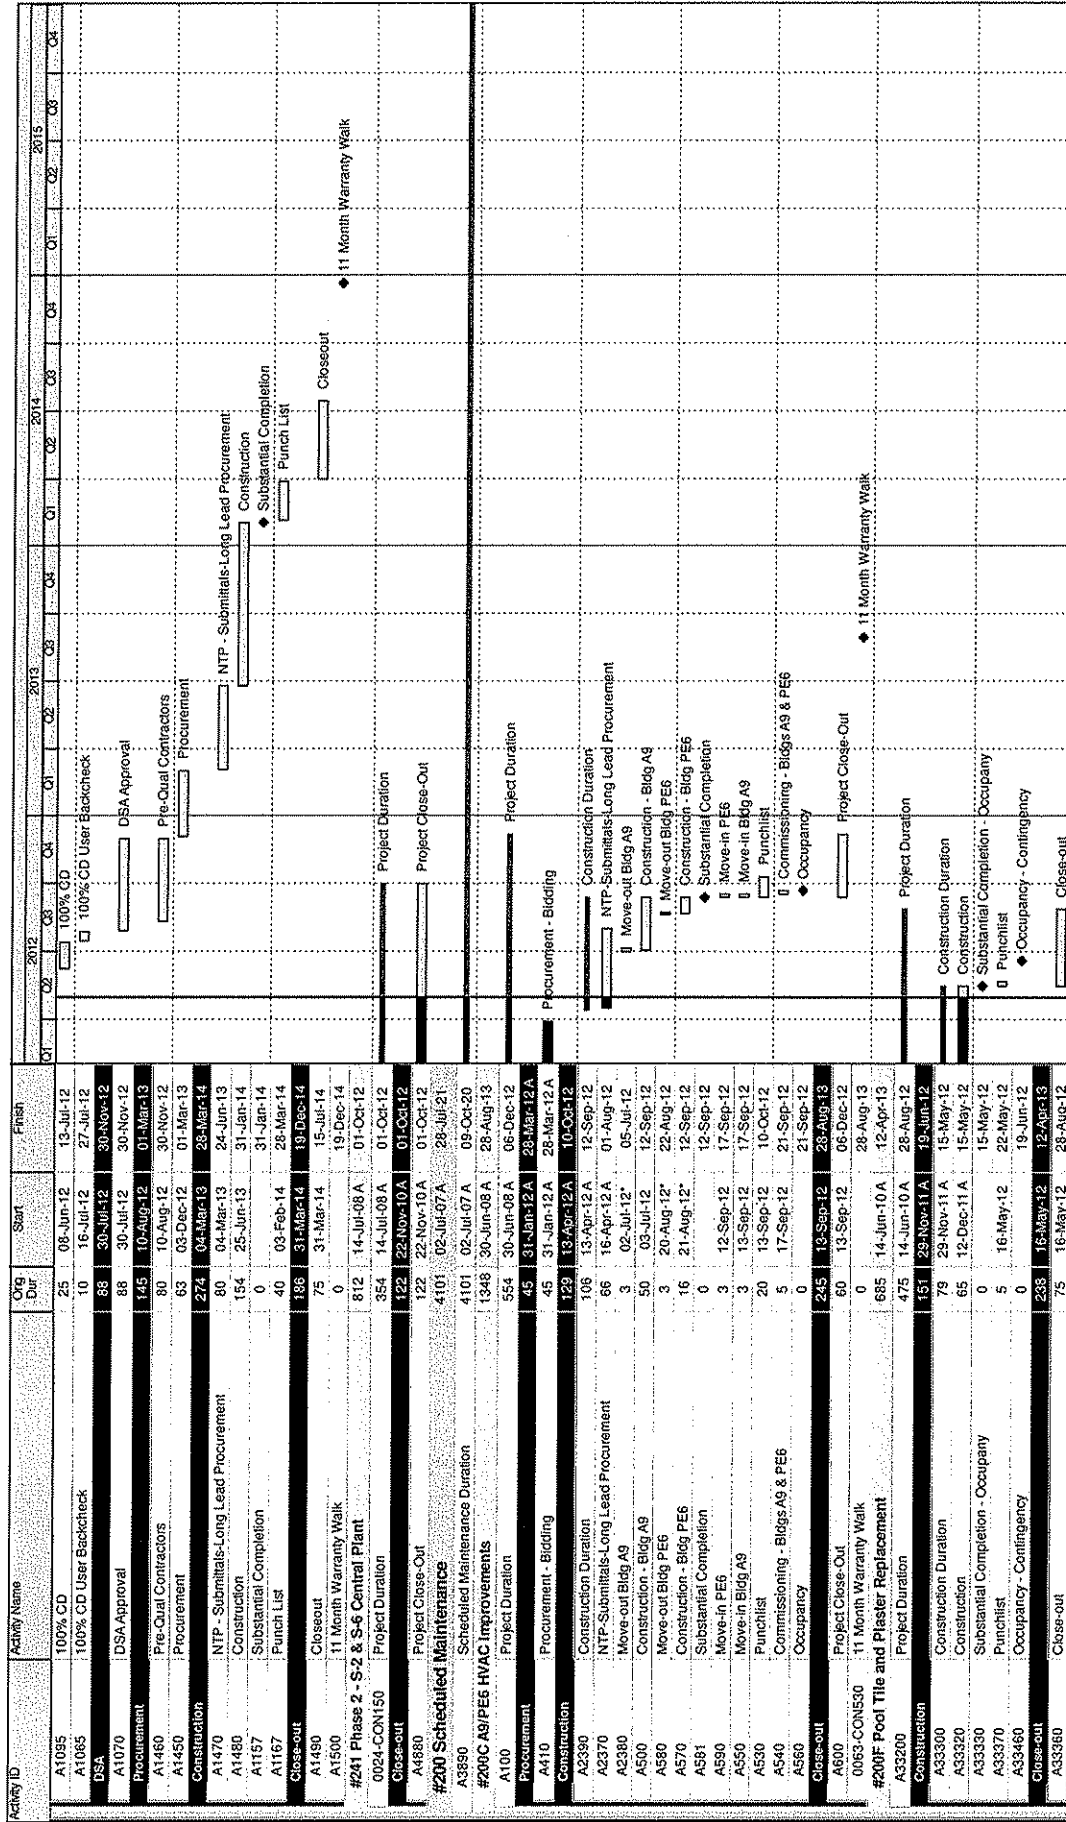 Activity ID Activity Name Orig Dur Start Finish 2012 2013 2014 2015
Q1 Q2 Q3 Q4 Q1 Q2 Q3 Q4 Q1 Q2 Q3 Q4 Q1 Q2 Q3 Q4
A1095 100% CD 25 08-Jun-12 13-Jul-12 100% CD
A1065 100% CD User Backcheck 10 16-Jul-12 27-Jul-12 100% CD User Backcheck
DSA 88 30-Jul-12 30-Nov-12
A1070 DSA Approval 88 30-Jul-12 30-Nov-12 DSA Approval
Procurement 145 10-Aug-12 01-Mar-13
A1460 Pre-Qual Contractors 80 10-Aug-12 30-Nov-12 Pre-Qual Contractors
A1450 Procurement 63 03-Dec-12 01-Mar-13 Procurement
Construction 274 04-Mar-13 28-Mar-14
A1470 NTP - Submittals-Long Lead Procurement 80 04-Mar-13 24-Jun-13 NTP - Submittals-Long Lead Procurement
A1480 Construction 154 25-Jun-13 31-Jan-14 Construction
A1157 Substantial Completion 0 31-Jan-14 Substantial Completion
A1167 Punch List 40 03-Feb-14 28-Mar-14 Punch List
Close-out 186 31-Mar-14 19-Dec-14
A1490 Closeout 75 31-Mar-14 15-Jul-14 Closeout
A1500 11 Month Warranty Walk 0 19-Dec-14 11 Month Warranty Walk
#241 Phase 2 - S-2 & S-6 Central Plant 812 14-Jul-08 A 01-Oct-12
0024-CON150 Project Duration 354 14-Jul-08 A 01-Oct-12 Project Duration
Close-out 122 22-Nov-10 A 01-Oct-12
A4880 Project Close-Out 122 22-Nov-10 A 01-Oct-12 Project Close-Out
#200 Scheduled Maintenance 4101 02-Jul-07 A 28-Jul-21
A3890 Scheduled Maintenance Duration 4101 02-Jul-07 A 09-Oct-20
#200C A9/PE6 HVAC Improvements 1348 30-Jun-08 A 28-Aug-13
A100 Project Duration 554 30-Jun-08 A 06-Dec-12 Project Duration
Procurement 45 31-Jan-12 A 28-Mar-12 A
A410 Procurement - Bidding 45 31-Jan-12 A 28-Mar-12 A Procurement - Bidding
Construction 129 13-Apr-12 A 10-Oct-12
A2390 Construction Duration 106 13-Apr-12 A 12-Sep-12 Construction Duration
A2370 NTP-Submittals-Long Lead Procurement 66 16-Apr-12 A 01-Aug-12 NTP-Submittals-Long Lead Procurement
A2380 Move-out Bldg A9 3 02-Jul-12* 05-Jul-12 Move-out Bldg A9
A500 Construction - Bldg A9 50 03-Jul-12 12-Sep-12 Construction - Bldg A9
A580 Move-out Bldg PE6 3 20-Aug-12* 22-Aug-12 Move-out Bldg PE6
A570 Construction - Bldg PE6 16 21-Aug-12* 12-Sep-12 Construction - Bldg PE6
A581 Substantial Completion 0 12-Sep-12 Substantial Completion
A590 Move-in PE6 3 12-Sep-12 17-Sep-12 Move-in PE6
A550 Move-in Bldg A9 3 13-Sep-12 17-Sep-12 Move-in Bldg A9
A530 Punchlist 20 13-Sep-12 10-Oct-12 Punchlist
A540 Commissioning - Bldgs A9 & PE6 5 17-Sep-12 21-Sep-12 Commissioning - Bldgs A9 & PE6
A560 Occupancy 0 21-Sep-12 Occupancy
Close-out 245 13-Sep-12 28-Aug-13
A600 Project Close-Out 60 13-Sep-12 06-Dec-12 Project Close-Out
0063-CON530 11 Month Warranty Walk 0 28-Aug-13 11 Month Warranty Walk
#200F Pool Tile and Plaster Replacement 685 14-Jun-10 A 12-Apr-13
A33200 Project Duration 475 14-Jun-10 A 28-Aug-12 Project Duration
Construction 151 29-Nov-11 A 19-Jun-12
A33300 Construction Duration 79 29-Nov-11 A 15-May-12 Construction Duration
A33320 Construction 65 12-Dec-11 A 15-May-12 Construction
A33330 Substantial Completion - Occupany 0 15-May-12 Substantial Completion - Occupany
A33370 Punchlist 5 16-May-12 22-May-12 Punchlist
A33460 Occupancy - Contingency 0 19-Jun-12 Occupancy - Contingency
Close-out 238 16-May-12 12-Apr-13
A33360 Close-out 75 16-May-12 28-Aug-12 Close-out